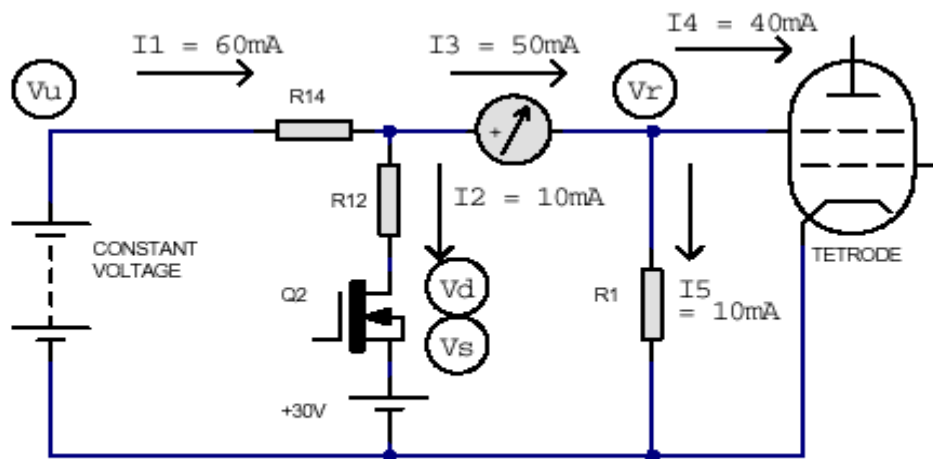 I1 = 60mA
I3 = 50mA
I4 = 40mA
Vu
R14
+
Vr
R12
I2 = 10mA
CONSTANT
VOLTAGE
TETRODE
Q2
Vd
R1
I5
= 10mA
Vs
+30V